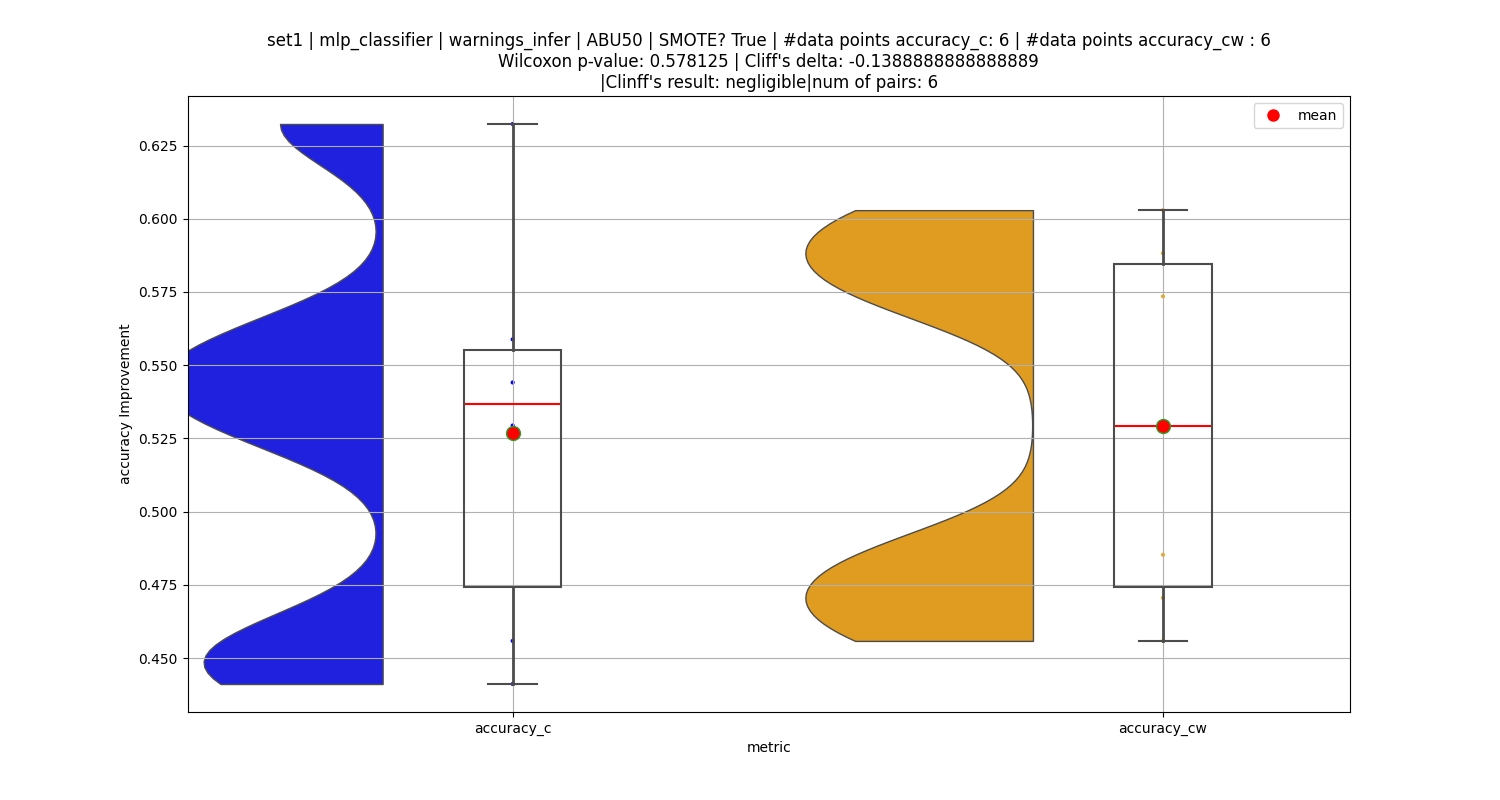 set1 | mlp_classifier | warnings_infer | ABU50 | SMOTE? True | #data points accuracy_c: 6 | #data points accuracy_cw : 6
Wilcoxon p-value: 0.578125 | Cliff's delta: -0.1388888888888889
|Clinff's result: negligible|num of pairs: 6
mean
0.625
0.600
0.575
0.550
0.525
0.500
0.475
0.450
accuracy Improvement
accuracy_c
accuracy_cw
metric